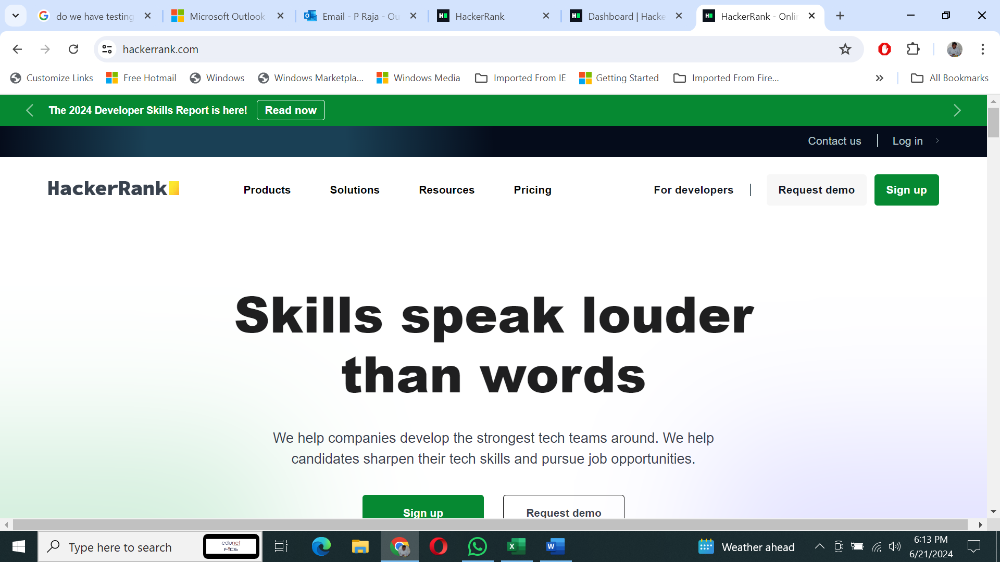 do we have testing
Microsoft Outlook
Email - P Raja - Ou
HackerRank
Dashboard | Hacke
HackerRank - Onlin
hackerrank.com
Customize Links
Free Hotmail
Windows
Windows Marketpla...
Windows Media
Imported From IE
Getting Started
Imported From Fire...
All Bookmarks
The 2024 Developer Skills Report is here!
Read now
Contact us
Log in
HackerRank
Products
Solutions
Resources
Pricing
For developers
Request demo
Sign up
Skills speak louder
than words
We help companies develop the strongest tech teams around. We help
candidates sharpen their tech skills and pursue job opportunities.
Sign up
Request demo
Type here to search
edunet
Weather ahead
6:13 PM
6/21/2024